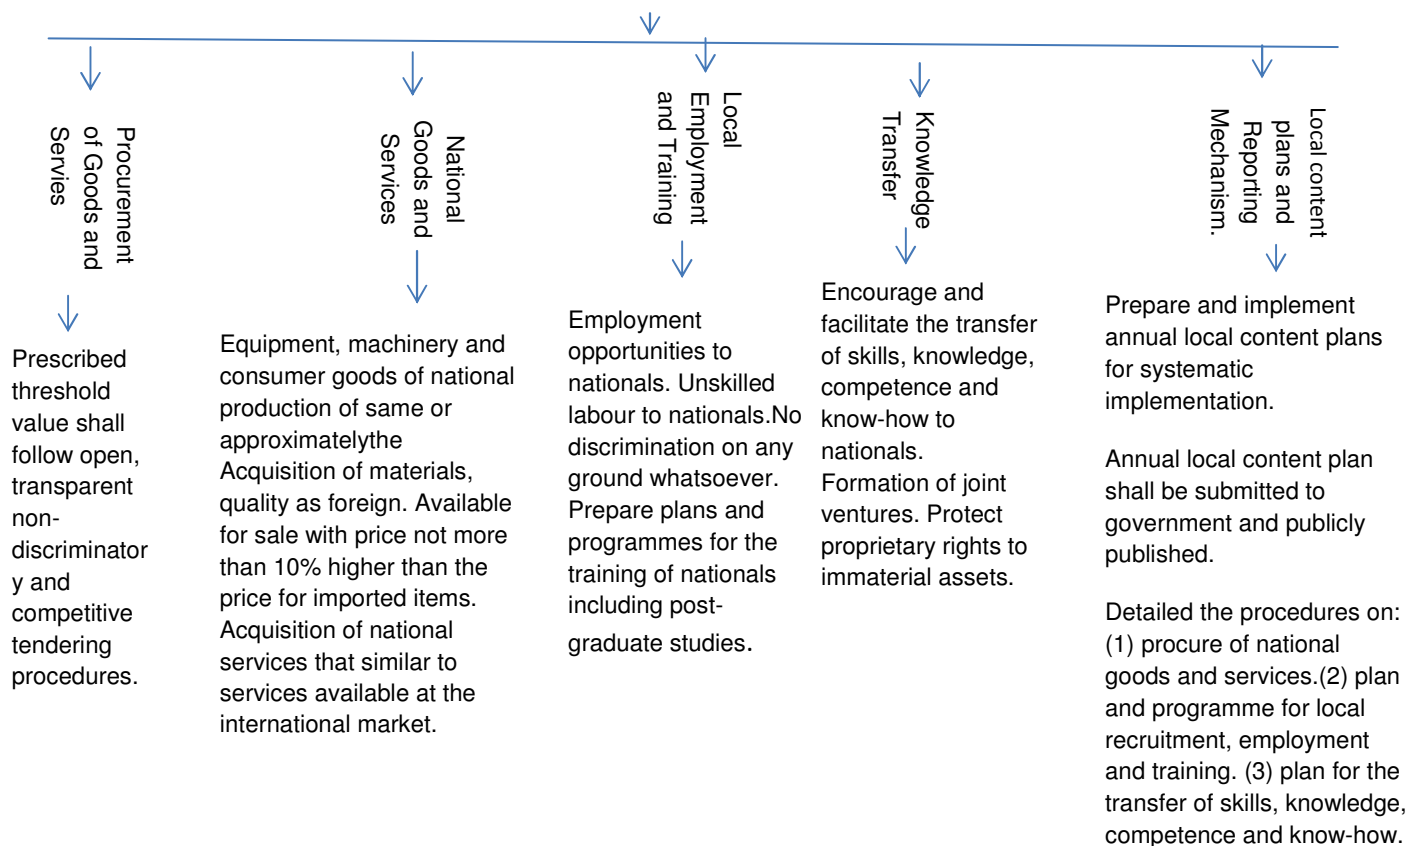 Procurement
of Goods and
Servies
Prescribed
threshold
value shall
follow open,
transparent
non-
discriminator
y and
competitive
tendering
procedures.
National
Goods and
Services
Equipment, machinery and
consumer goods of national
production of same or
approximatelythe
Acquisition of materials,
quality as foreign. Available
for sale with price not more
than 10% higher than the
price for imported items.
Acquisition of national
services that similar to
services available at the
international market.
Local
Employment
and Training
Employment
opportunities to
nationals. Unskilled
labour to nationals.No
discrimination on any
ground whatsoever.
Prepare plans and
programmes for the
training of nationals
including post-
graduate studies.
Knowledge
Transfer
Encourage and
facilitate the transfer
of skills, knowledge,
competence and
know-how to
nationals.
Formation of joint
ventures. Protect
proprietary rights to
immaterial assets.
Local content
plans and
Reporting
Mechanism.
Prepare and implement
annual local content plans
for systematic
implementation.
Annual local content plan
shall be submitted to
government and publicly
published.
Detailed the procedures on:
(1) procure of national
goods and services.(2) plan
and programme for local
recruitment, employment
and training. (3) plan for the
transfer of skills, knowledge,
competence and know-how.